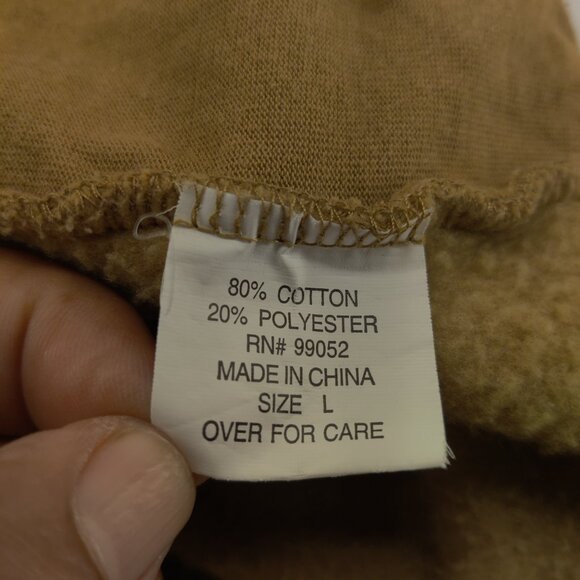 80% COTTON
20% POLYESTER
RN# 99052
MADE IN CHINA
SIZE L
OVER FOR CARE